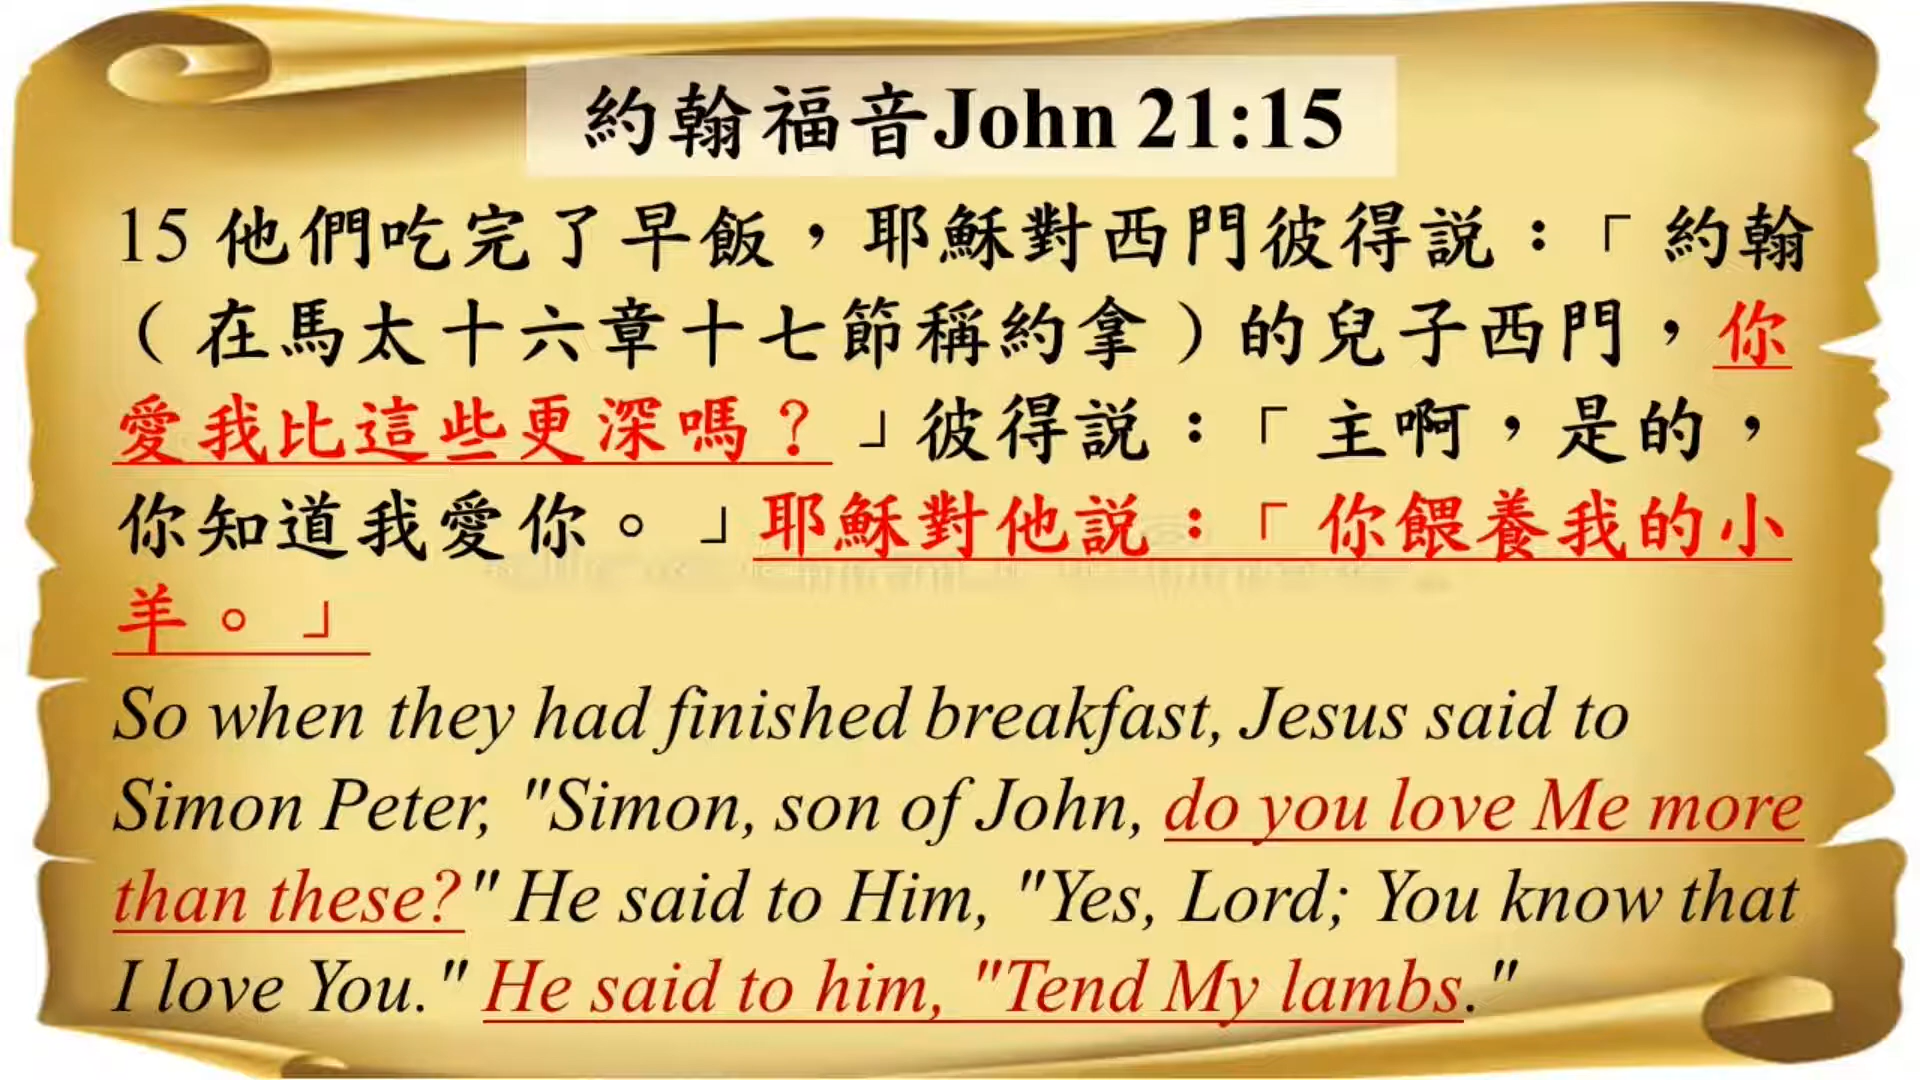 約翰福音John 21:15
15 他們吃完了早飯，耶穌對西門彼得説：「 約翰
（ 在馬太十六章十七節稱約拿 ）的兒子西門，你
愛我比這些更深嗎？」彼得説：「 主啊，是的，
你知道我愛你。 」耶穌對他説：「 你餵養我的小
羊。 」
So when they had finished breakfast, Jesus said to
Simon Peter, "Simon, son of John, do you love Me more
than these?" He said to Him, "Yes, Lord; You know that
I love You." He said to him, "Tend My lambs."